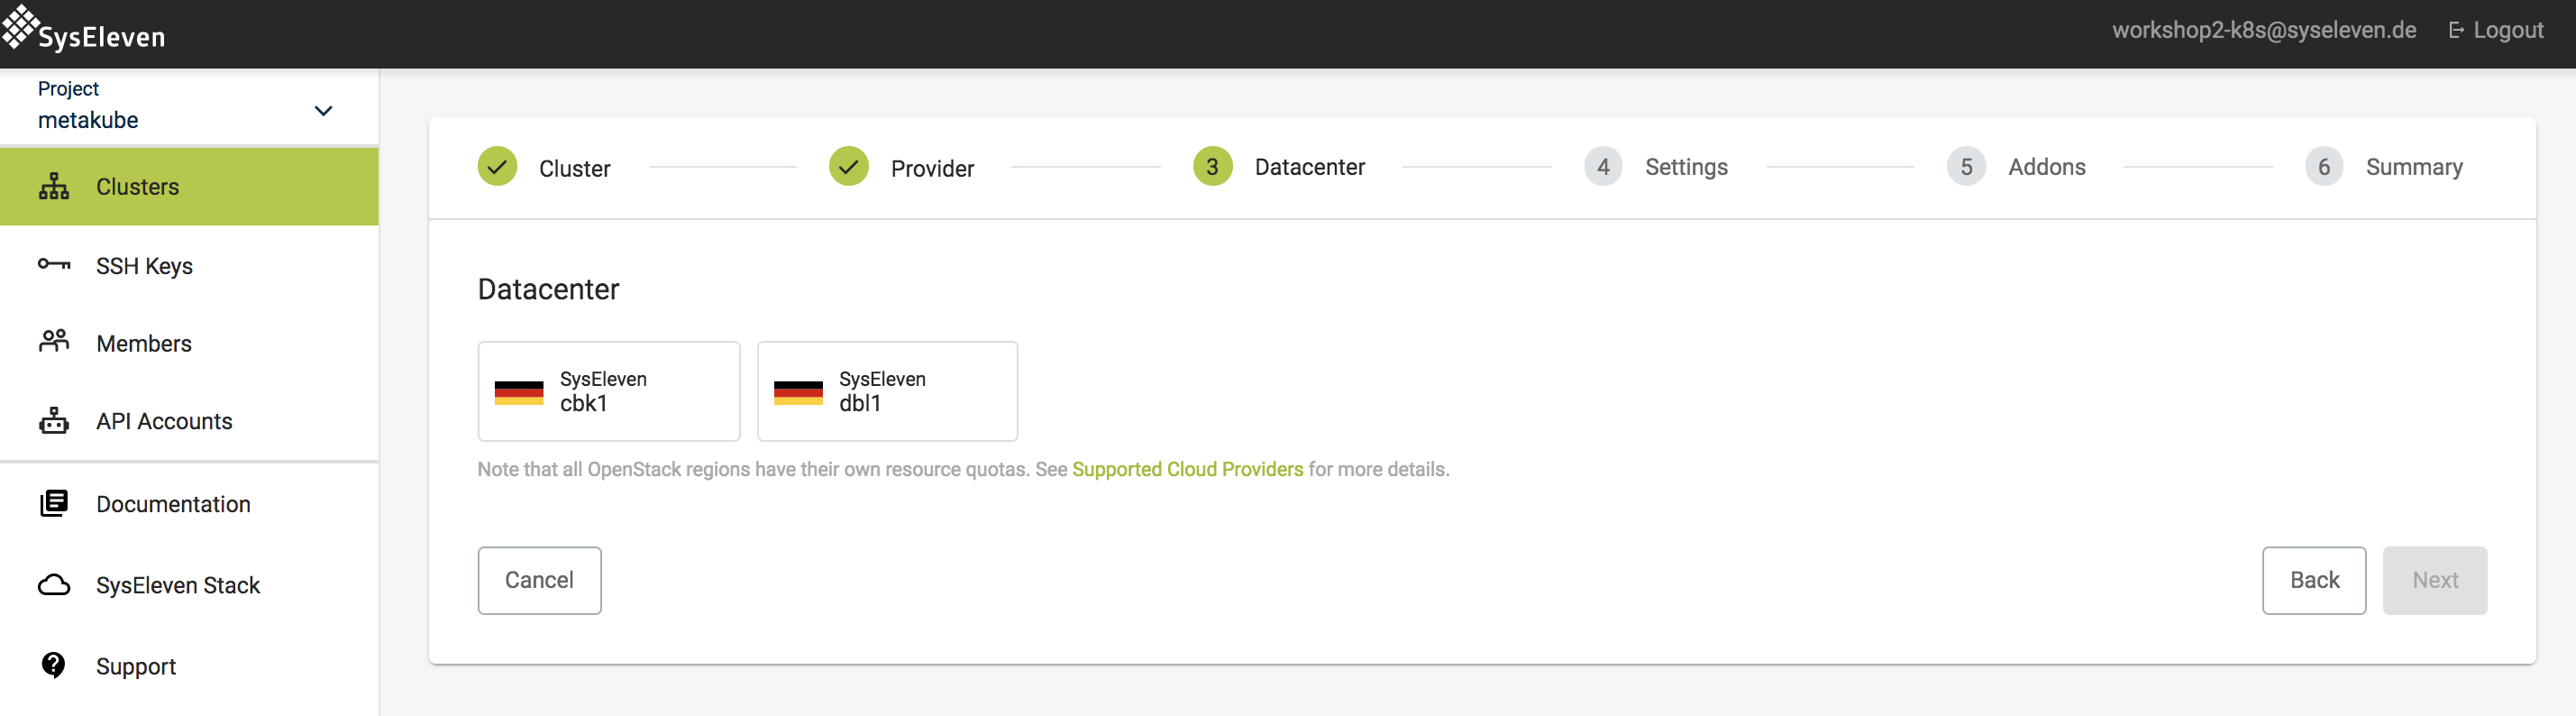 SysEleven
workshop2-k8s@syseleven.de
Logout
Project
metakube
Clusters
SSH Keys
Members
API Accounts
Documentation
SysEleven Stack
Support
Cluster
Provider
3 Datacenter
4 Settings
5 Addons
6 Summary
Datacenter
SysEleven
cbk1
SysEleven
dbl1
Note that all OpenStack regions have their own resource quotas. See Supported Cloud Providers for more details.
Cancel
Back
Next